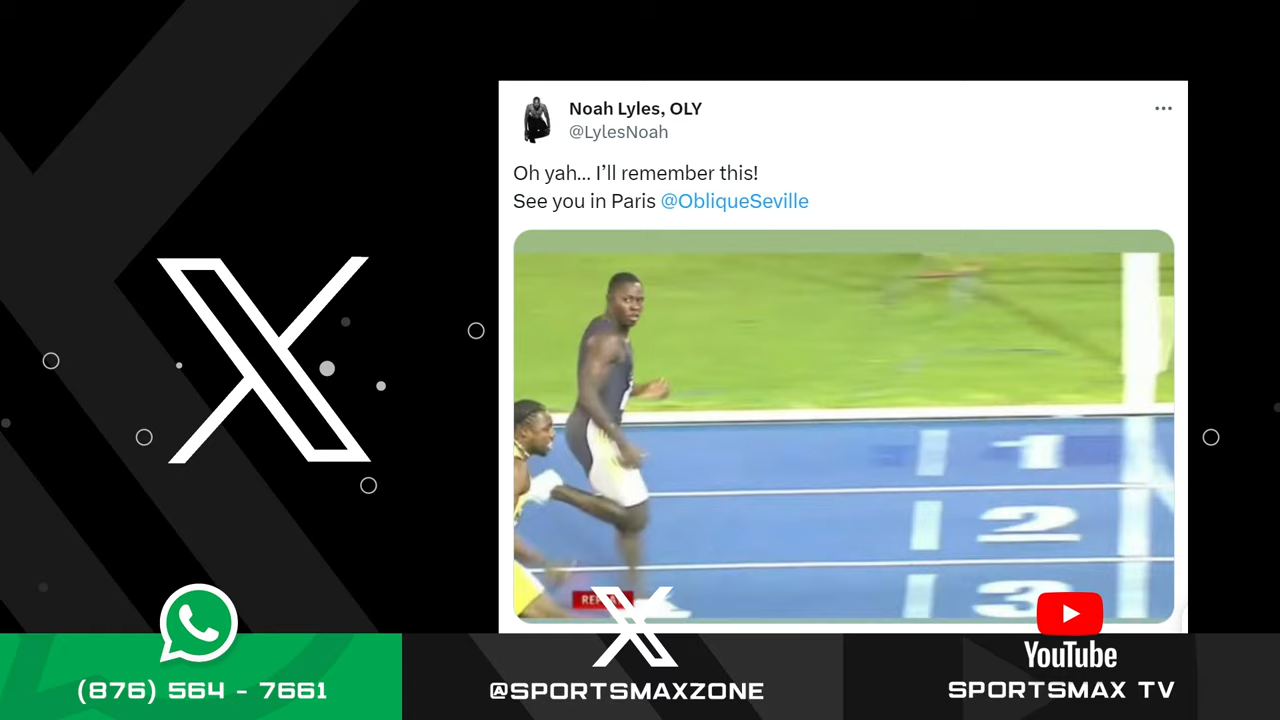 Noah Lyles, OLY
@LylesNoah
Oh yah... I'll remember this!
See you in Paris @ObliqueSeville
1
2
3
(876) 564 - 7661
@SPORTSMAXZONE
YouTube
SPORTSMAX TV